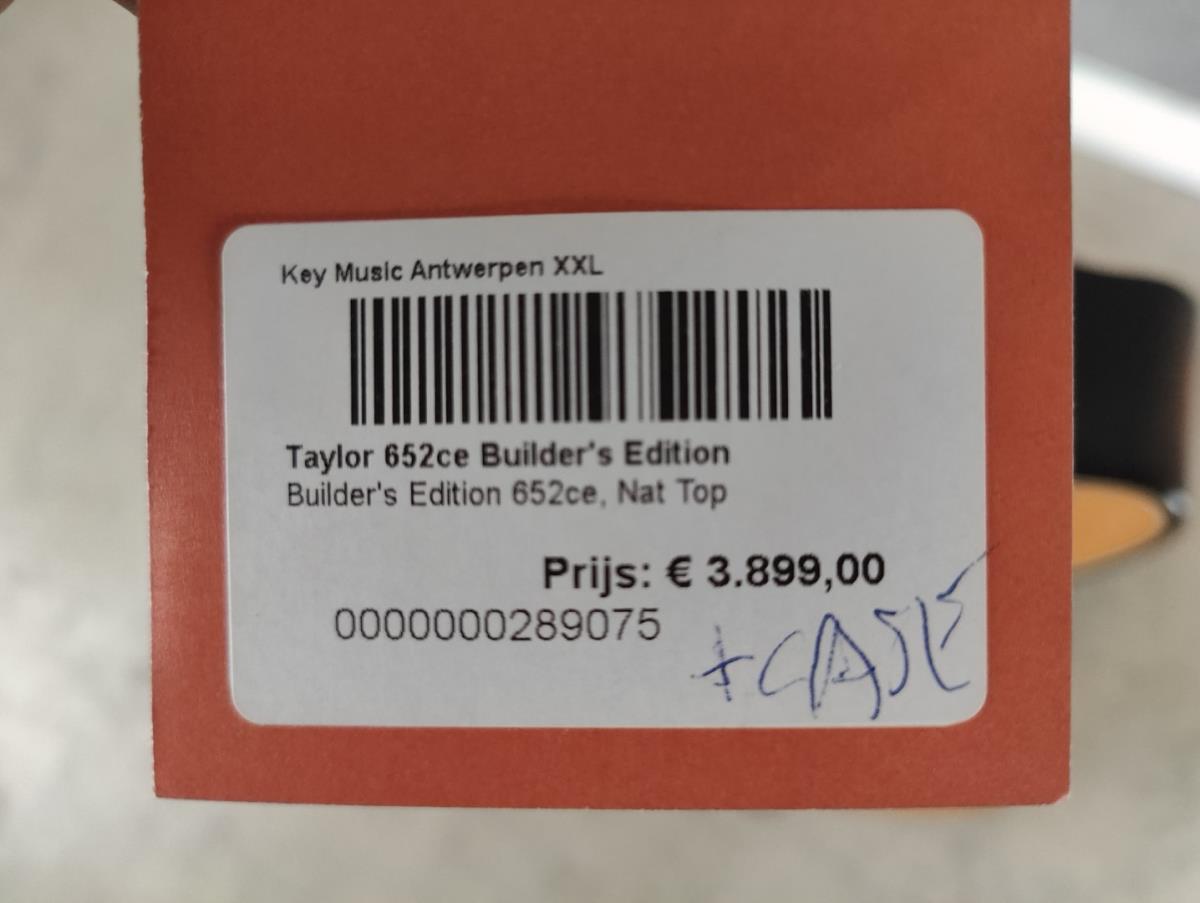 Key Music Antwerpen XXL
Taylor 652ce Builder's Edition
Builder's Edition 652ce, Nat Top
Prijs: € 3.899,00
0000000289075
+CASE